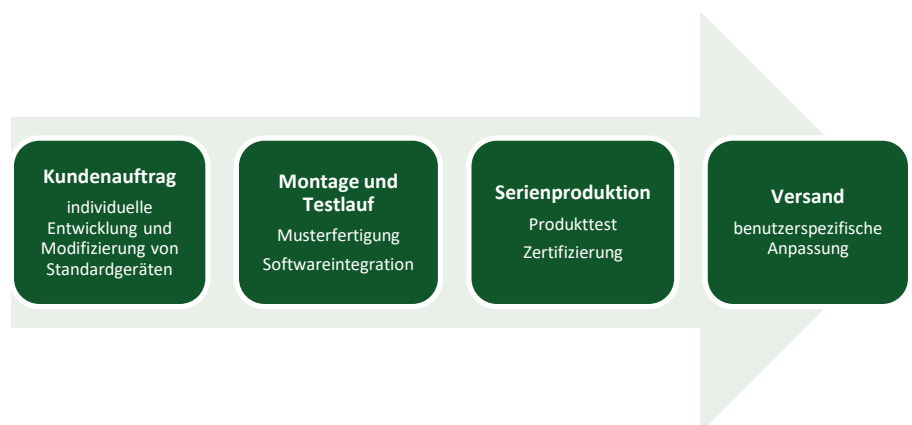 Kundenauftrag
individuelle
Entwicklung und
Modifizierung von
Standardgeräten
Montage und
Testlauf
Musterfertigung
Softwareintegration
Serienproduktion
Produkttest
Zertifizierung
Versand
benutzerspezifische
Anpassung